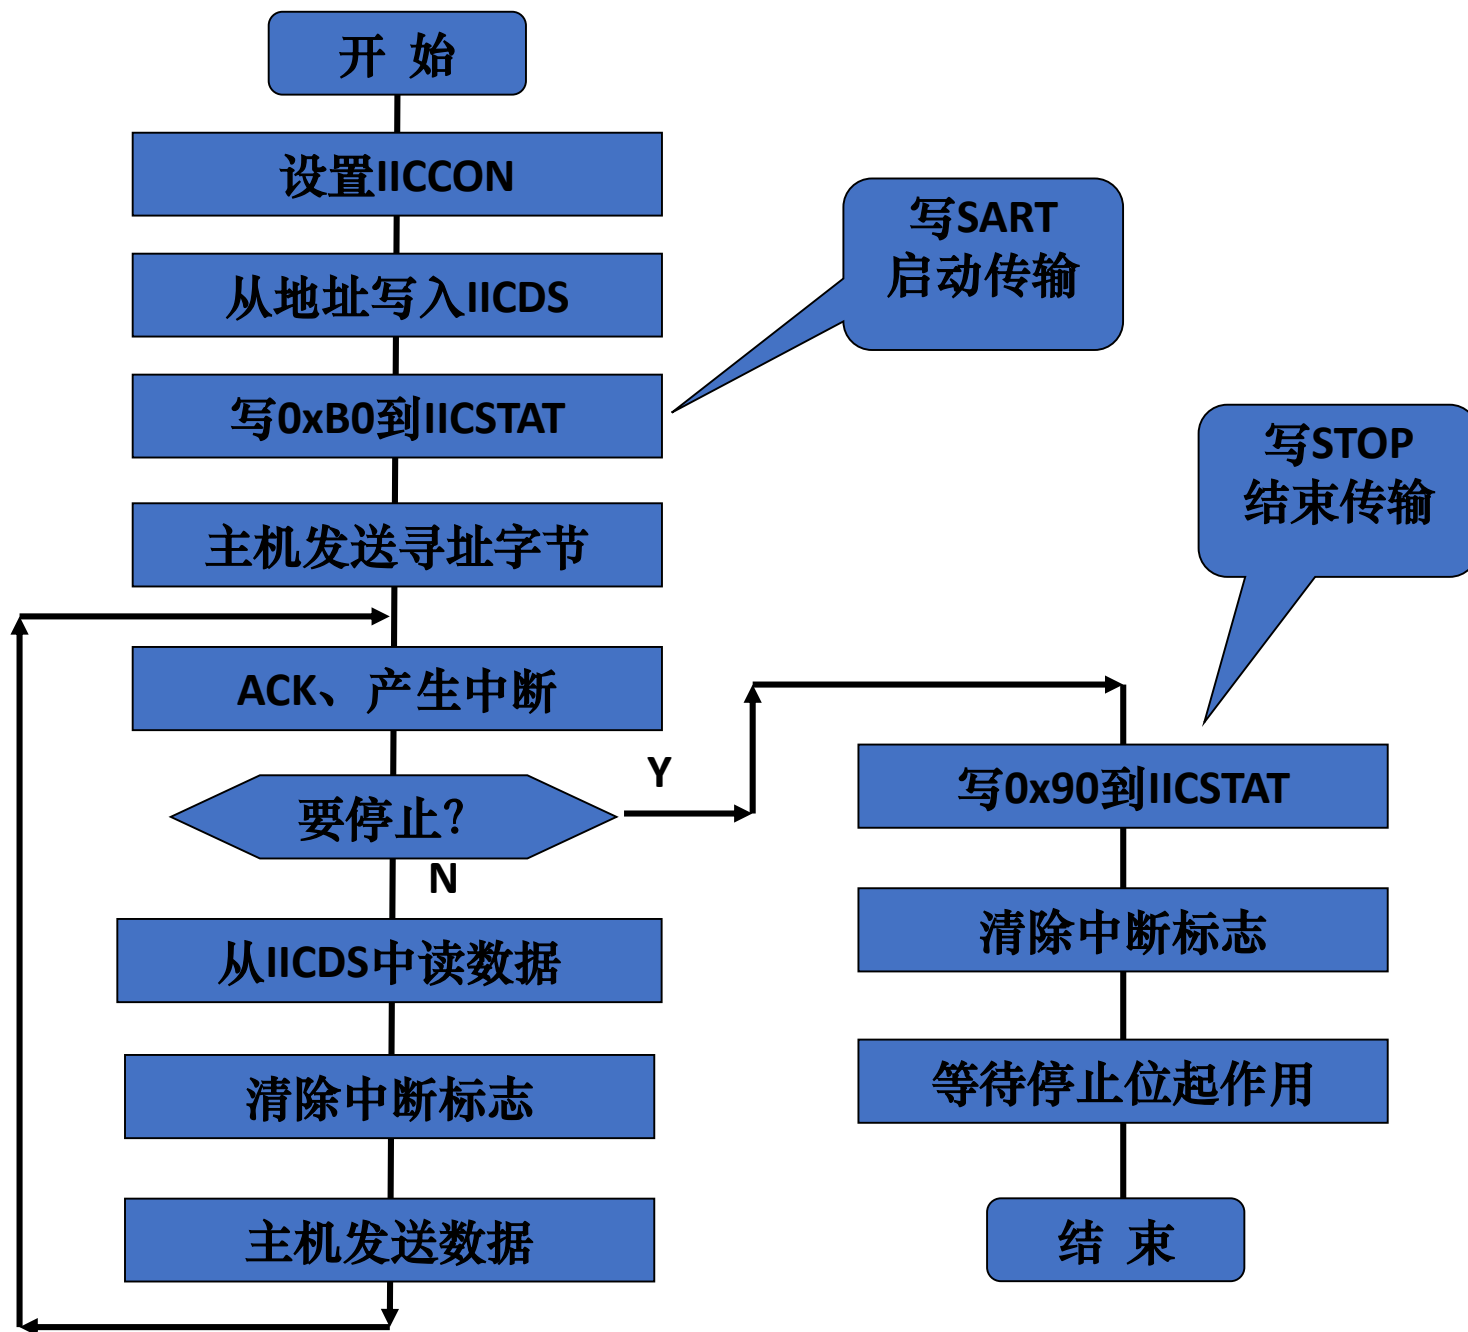 开 始
设置IICCON
从地址写入IICDS
写0xB0到IICSTAT
主机发送寻址字节
ACK、产生中断
要停止?
Y
N
从IICDS中读数据
清除中断标志
主机发送数据
写SART
启动传输
写STOP
结束传输
写0x90到IICSTAT
清除中断标志
等待停止位起作用
结 束